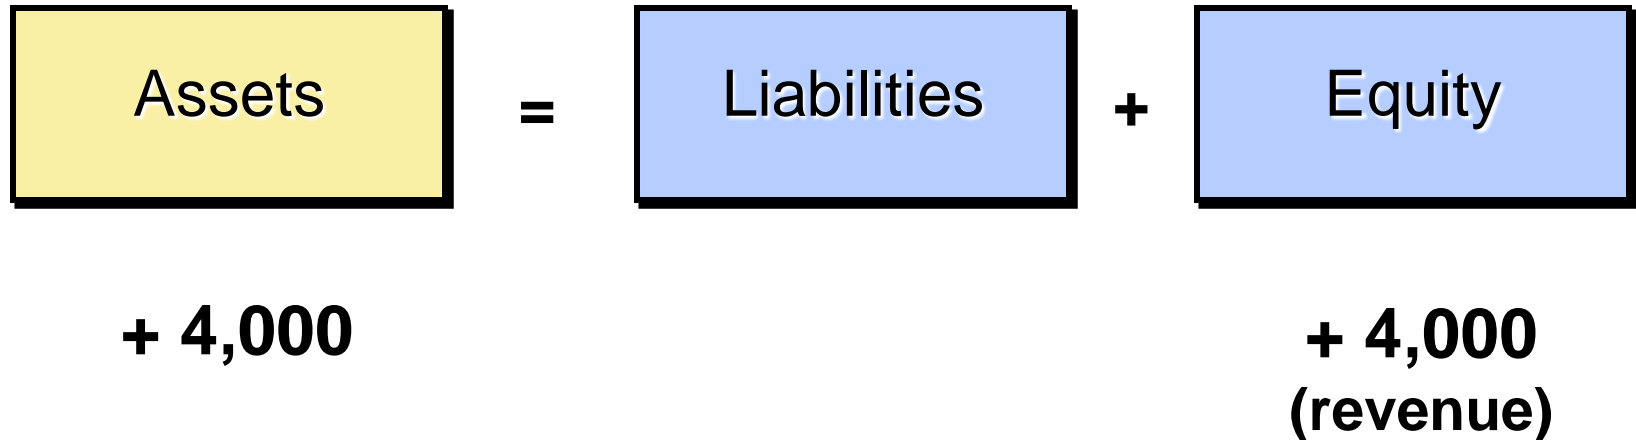 Assets = Liabilities + Equity
+ 4,000 + 4,000
(revenue)